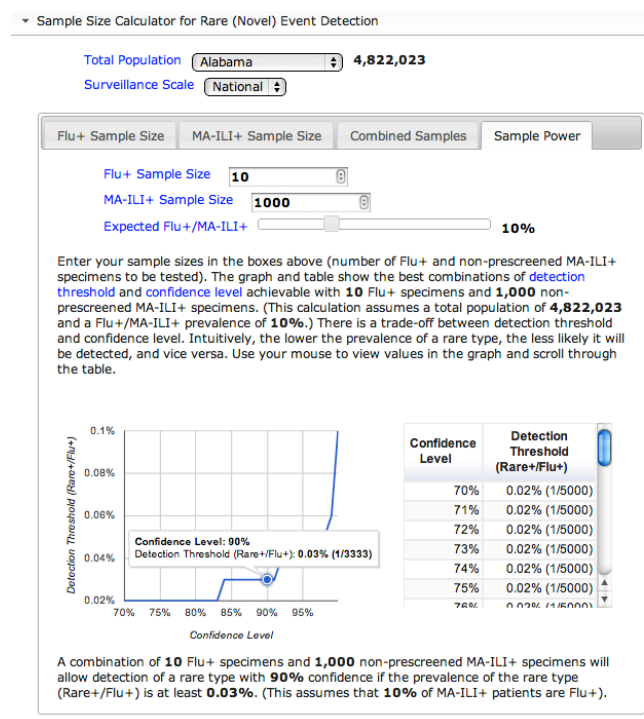 Sample Size Calculator for Rare (Novel) Event Detection
Total Population Alabama 4,822,023
Surveillance Scale National
Flu+ Sample Size MA-ILI+ Sample Size Combined Samples Sample Power
Flu+ Sample Size 10
MA-ILI+ Sample Size 1000
Expected Flu+/MA-ILI+ 10%
Enter your sample sizes in the boxes above (number of Flu+ and non-prescreened MA-ILI+
specimens to be tested). The graph and table show the best combinations of detection
threshold and confidence level achievable with 10 Flu+ specimens and 1,000 non-
prescreened MA-ILI+ specimens. (This calculation assumes a total population of 4,822,023
and a Flu+/MA-ILI+ prevalence of 10%.) There is a trade-off between detection threshold
and confidence level. Intuitively, the lower the prevalence of a rare type, the less likely it will
be detected, and vice versa. Use your mouse to view values in the graph and scroll through
the table.
Detection Threshold (Rare+/Flu+)
0.1%
0.08%
0.06%
0.04%
0.02%
Confidence Level: 90%
Detection Threshold (Rare+/Flu+): 0.03% (1/3333)
70% 75% 80% 85% 90% 95%
Confidence Level
Confidence Level Detection Threshold (Rare+/Flu+)
70% 0.02% (1/5000)
71% 0.02% (1/5000)
72% 0.02% (1/5000)
73% 0.02% (1/5000)
74% 0.02% (1/5000)
75% 0.02% (1/5000)
76% 0.02% (1/5000)
A combination of 10 Flu+ specimens and 1,000 non-prescreened MA-ILI+ specimens will
allow detection of a rare type with 90% confidence if the prevalence of the rare type
(Rare+/Flu+) is at least 0.03%. (This assumes that 10% of MA-ILI+ patients are Flu+).